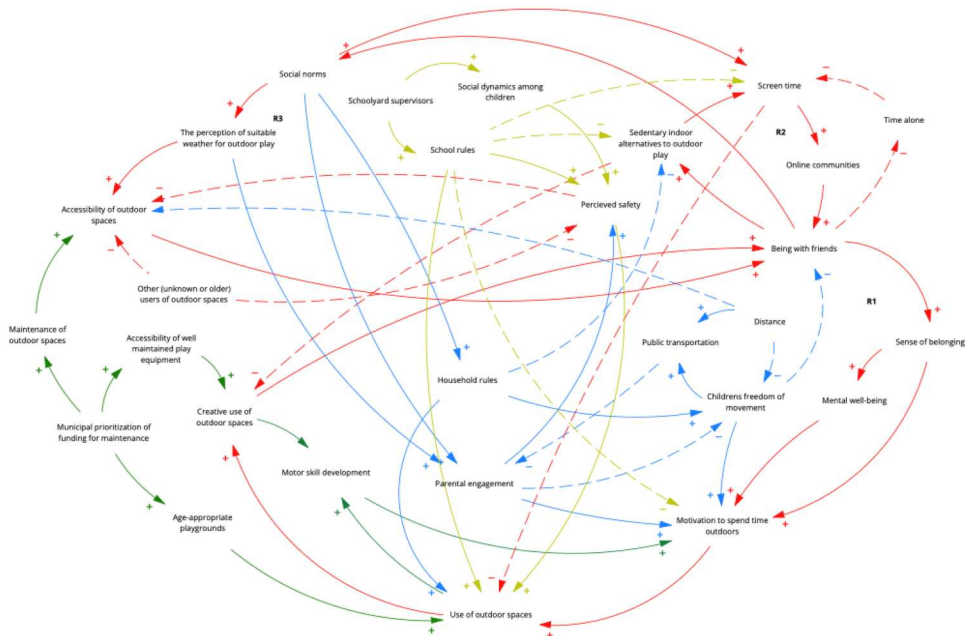 Social norms
Schoolyard supervisors
Social dynamics among
children
Screen time
R3
The perception of suitable
weather for outdoor play
School rules
Sedentary indoor
alternatives to outdoor
play
R2
Time alone
Online communities
Accessibility of outdoor
spaces
Percieved safety
Being with friends
Other (unknown or older)
users of outdoor spaces
R1
Maintenance of
outdoor spaces
Accessibility of well
maintained play
equipment
Distance
Public transportation
Sense of belonging
Household rules
Childrens freedom of
movement
Mental well-being
Municipal prioritization of
funding for maintenance
Creative use of
outdoor spaces
Motor skill development
Parental engagement
Age-appropriate
playgrounds
Motivation to spend time
outdoors
Use of outdoor spaces